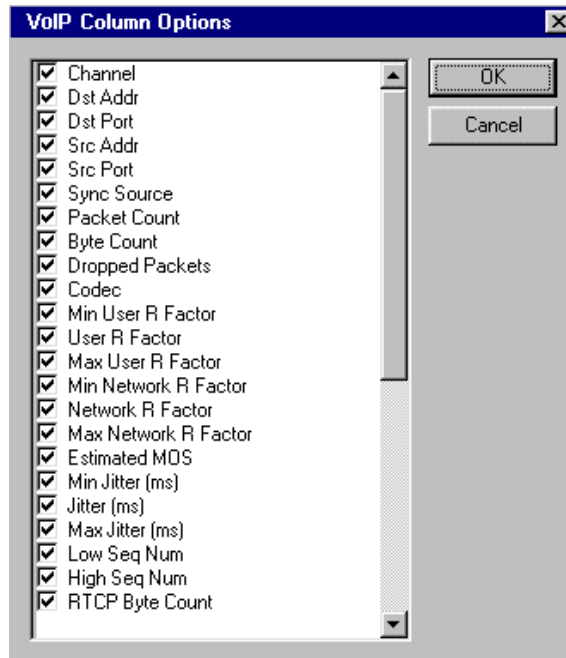 VoIP Column Options
Channel
Dst Addr
Dst Port
Src Addr
Src Port
Sync Source
Packet Count
Byte Count
Dropped Packets
Codec
Min User R Factor
User R Factor
Max User R Factor
Min Network R Factor
Network R Factor
Max Network R Factor
Estimated MOS
Min Jitter (ms)
Jitter (ms)
Max Jitter (ms)
Low Seq Num
High Seq Num
RTCP Byte Count
OK
Cancel